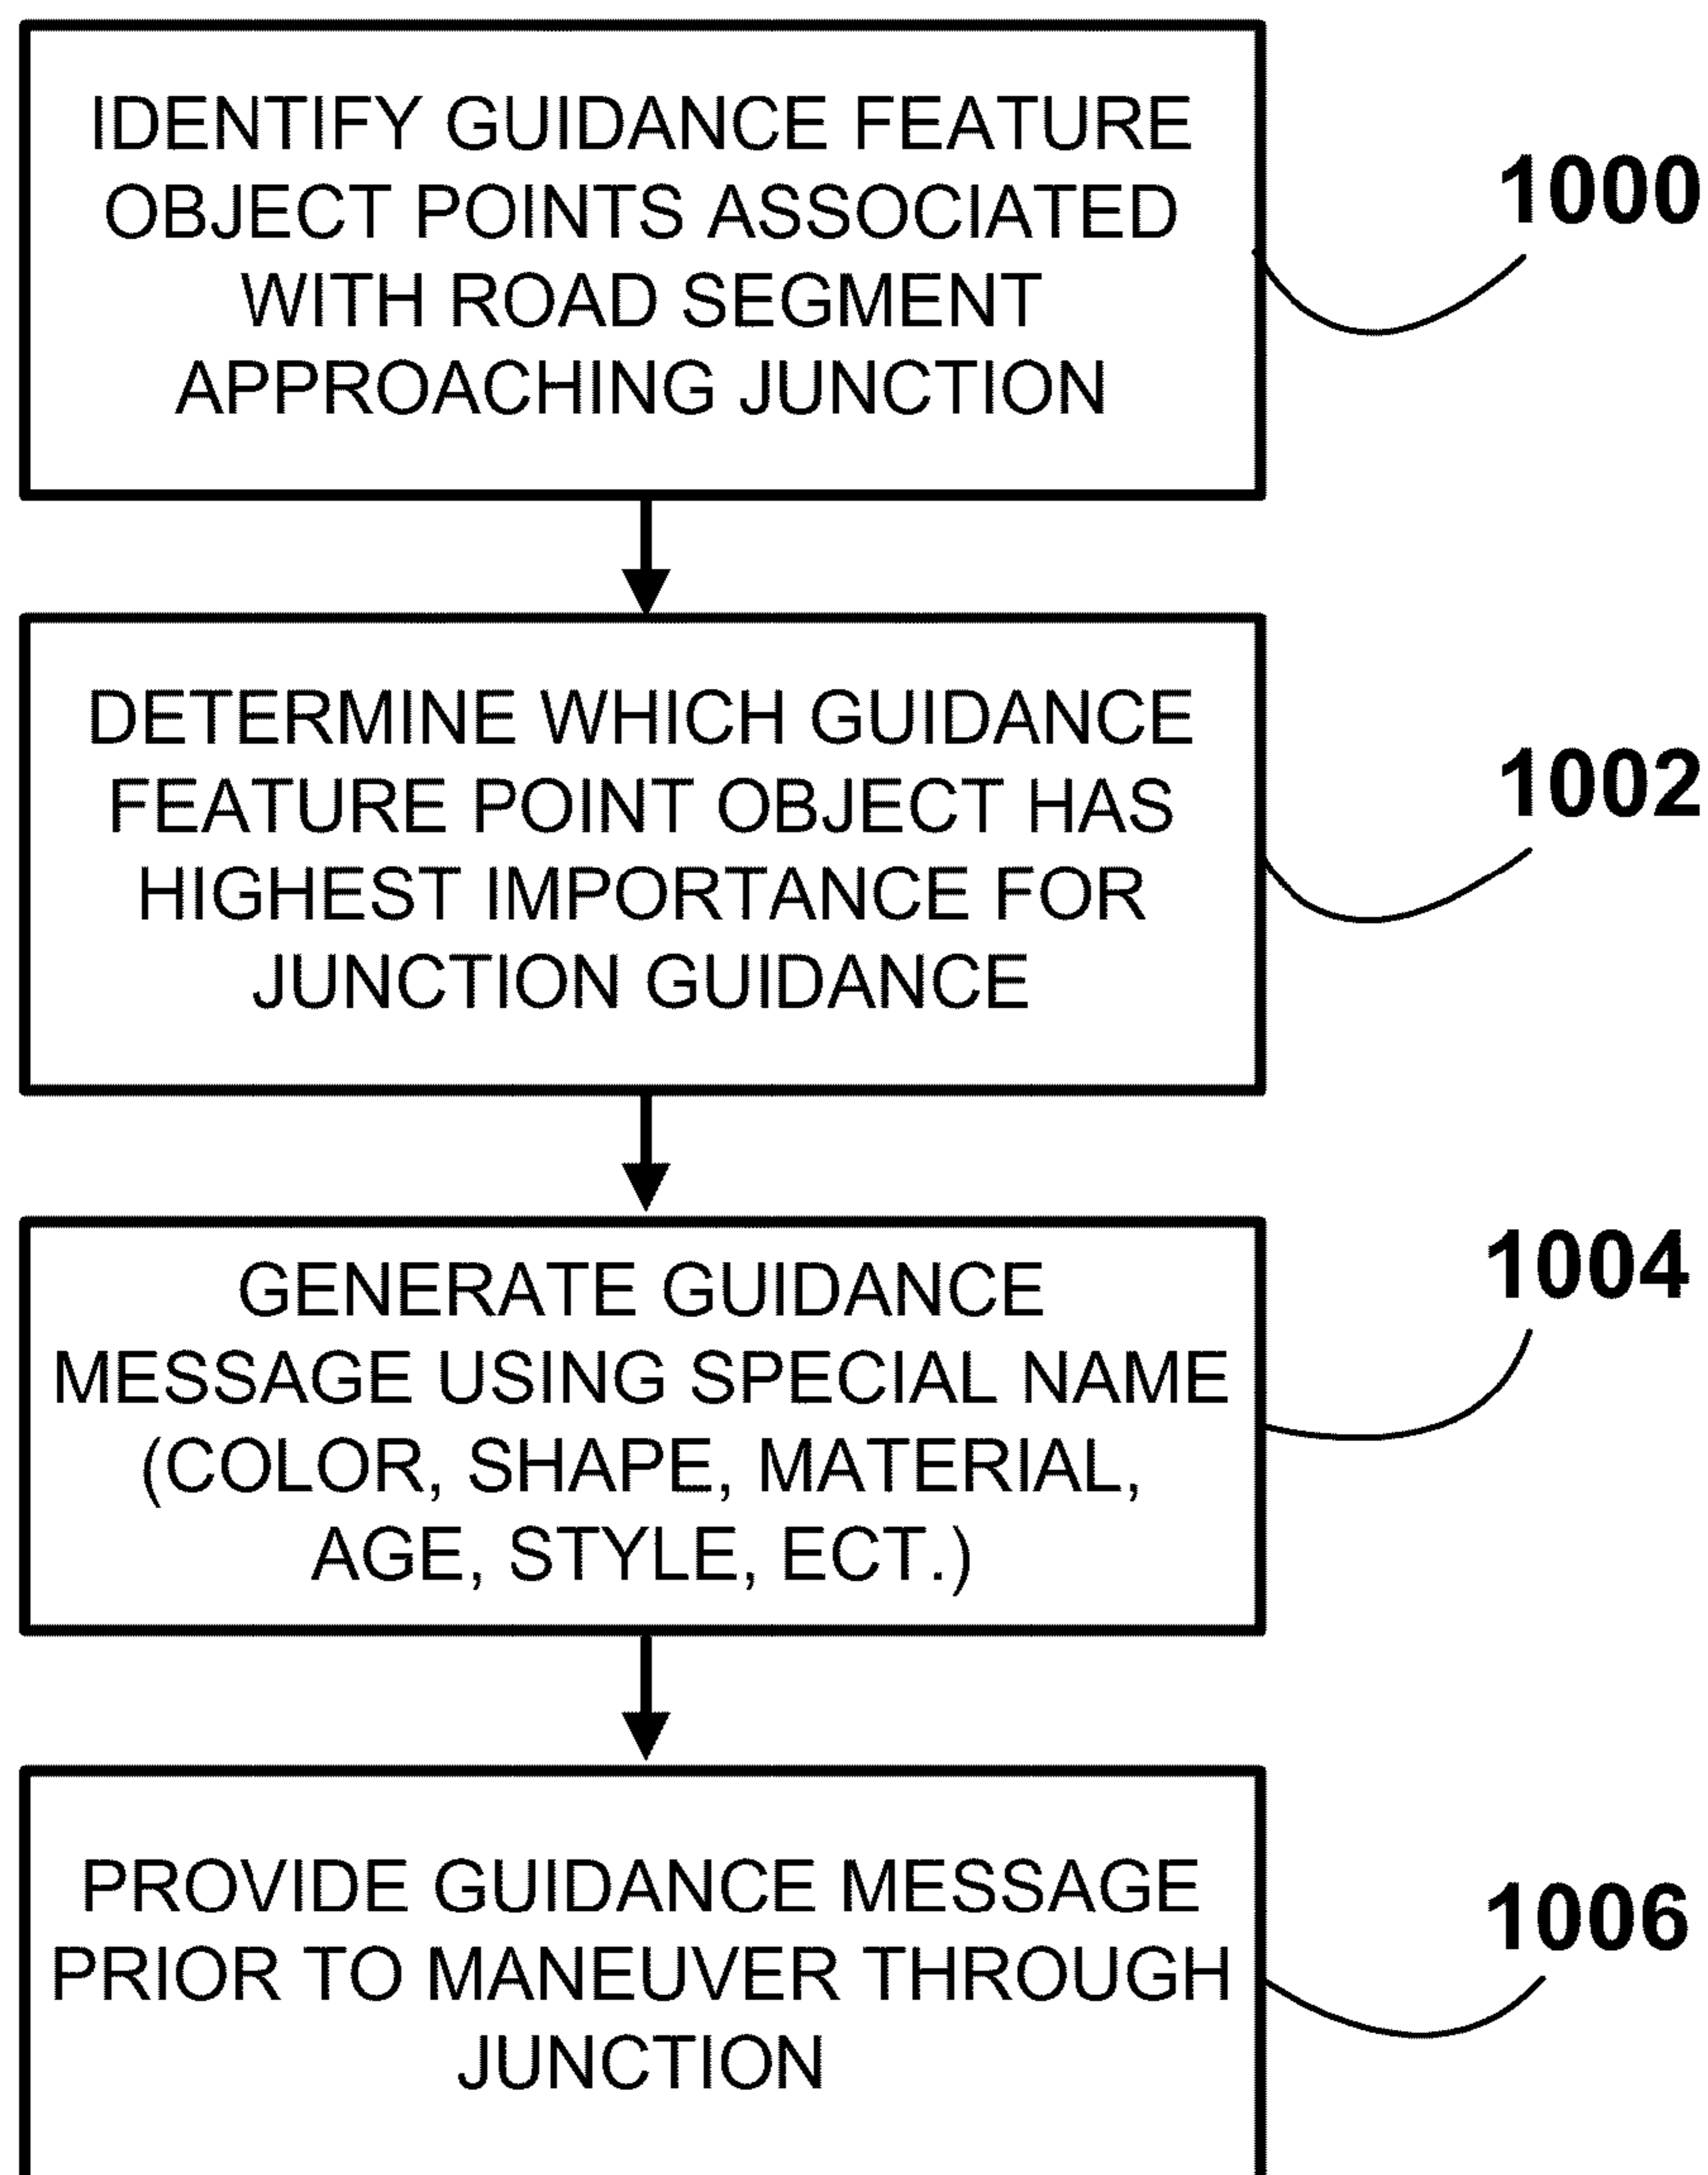 IDENTIFY GUIDANCE FEATURE
OBJECT POINTS ASSOCIATED
WITH ROAD SEGMENT
APPROACHING JUNCTION
1000
DETERMINE WHICH GUIDANCE
FEATURE POINT OBJECT HAS
HIGHEST IMPORTANCE FOR
JUNCTION GUIDANCE
1002
GENERATE GUIDANCE
MESSAGE USING SPECIAL NAME
(COLOR, SHAPE, MATERIAL,
AGE, STYLE, ECT.)
1004
PROVIDE GUIDANCE MESSAGE
PRIOR TO MANEUVER THROUGH
JUNCTION
1006